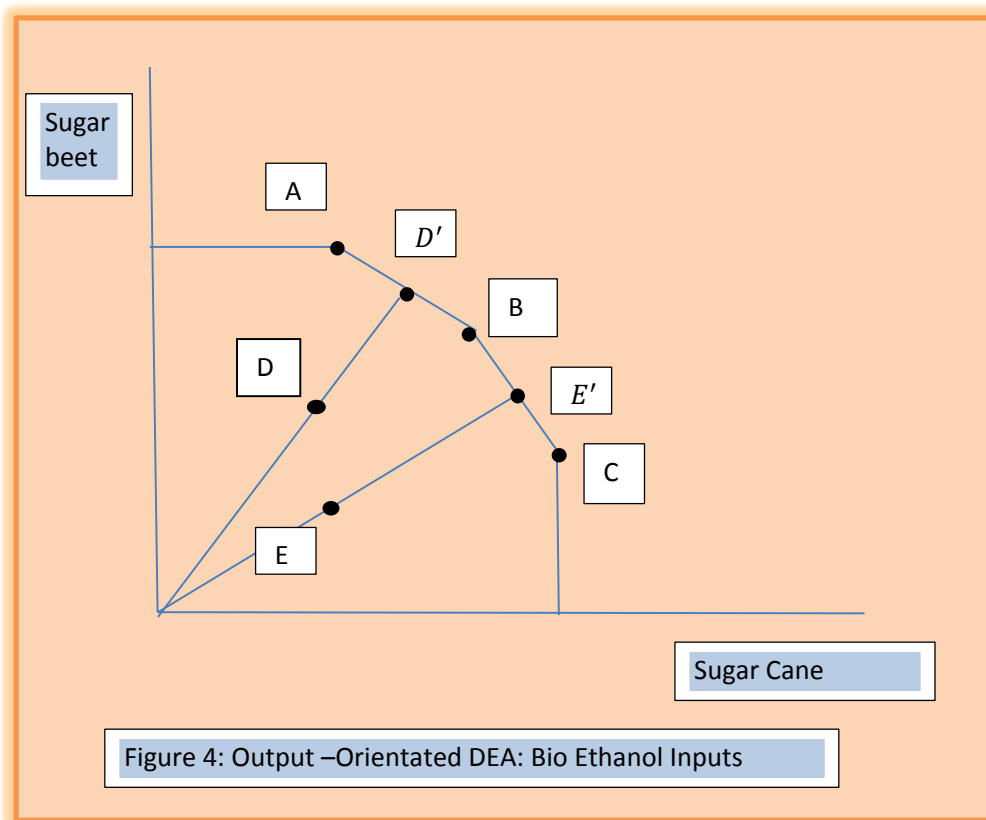 Sugar
beet
A
D′
B
D
E′
C
E
Sugar Cane
Figure 4: Output –Orientated DEA: Bio Ethanol Inputs